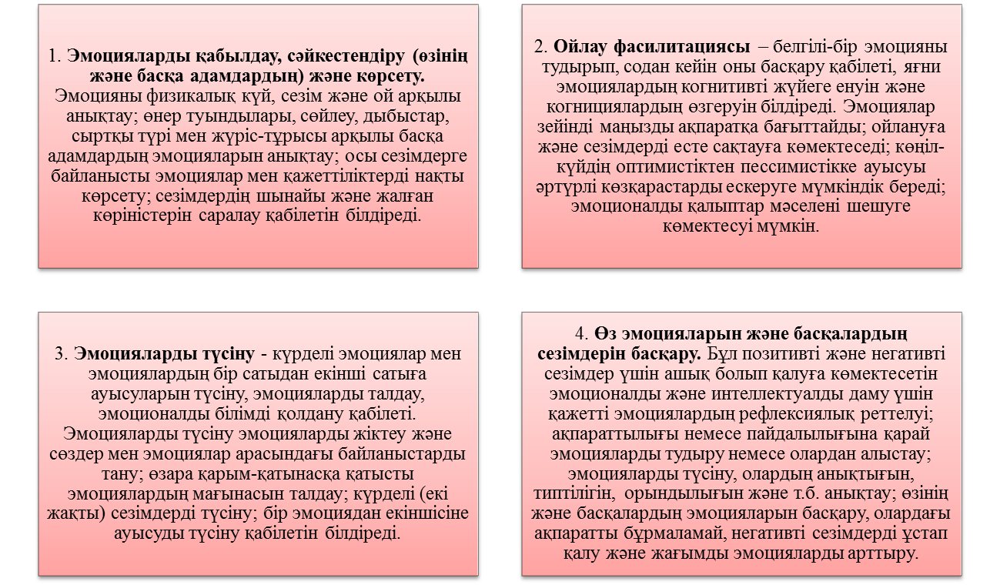 1. Эмоцияларды қабылдау, сәйкестендіру (өзінің
және басқа адамдардың) және көрсету.
Эмоцияны физикалық күй, сезім және ой арқылы
анықтау; өнер туындылары, сөйлеу, дыбыстар,
сыртқы түрі мен жүріс-тұрысы арқылы басқа
адамдардың эмоцияларын анықтау; осы сезімдерге
байланысты эмоциялар мен қажеттіліктерді нақты
көрсету; сезімдердің шынайы және жалған
көріністерін саралау қабілетін білдіреді.
2. Ойлау фасилитациясы – белгілі-бір эмоцияны
тудырып, содан кейін оны басқару қабілеті, яғни
эмоциялардың когнитивті жүйеге енуін және
когнициялардың өзгеруін білдіреді. Эмоциялар
зейінді маңызды ақпаратқа бағыттайды; ойлануға
және сезімдерді есте сақтауға көмектеседі; көңіл-
күйдің оптимистіктен пессимистікке ауысуы
әртүрлі көзқарастарды ескеруге мүмкіндік береді;
эмоционалды қалыптар мәселені шешуге
көмектесуі мүмкін.
3. Эмоцияларды түсіну - күрделі эмоциялар мен
эмоциялардың бір сатыдан екінші сатыға
ауысуларын түсіну, эмоцияларды талдау,
эмоционалды білімді қолдану қабілеті.
Эмоцияларды түсіну эмоцияларды жіктеу және
сөздер мен эмоциялар арасындағы байланыстарды
тану; өзара қарым-қатынасқа қатысты
эмоциялардың мағынасын талдау; күрделі (екі
жақты) сезімдерді түсіну; бір эмоциядан екіншісіне
ауысуды түсіну қабілетін білдіреді.
4. Өз эмоцияларын және басқалардың
сезімдерін басқару. Бұл позитивті және негативті
сезімдер үшін ашық болып қалуға көмектесетін
эмоционалды және интеллектуалды даму үшін
қажетті эмоциялардың рефлексиялық реттелуі;
ақпараттылығы немесе пайдалылығына қарай
эмоцияларды тудыру немесе олардан алыстау;
эмоцияларды түсіну, олардың анықтығын,
типтілігін, орындылығын және т.б. анықтау; өзінің
және басқалардың эмоцияларын басқару, олардағы
ақпаратты бұрмаламай, негативті сезімдерді ұстап
қалу және жағымды эмоцияларды арттыру.